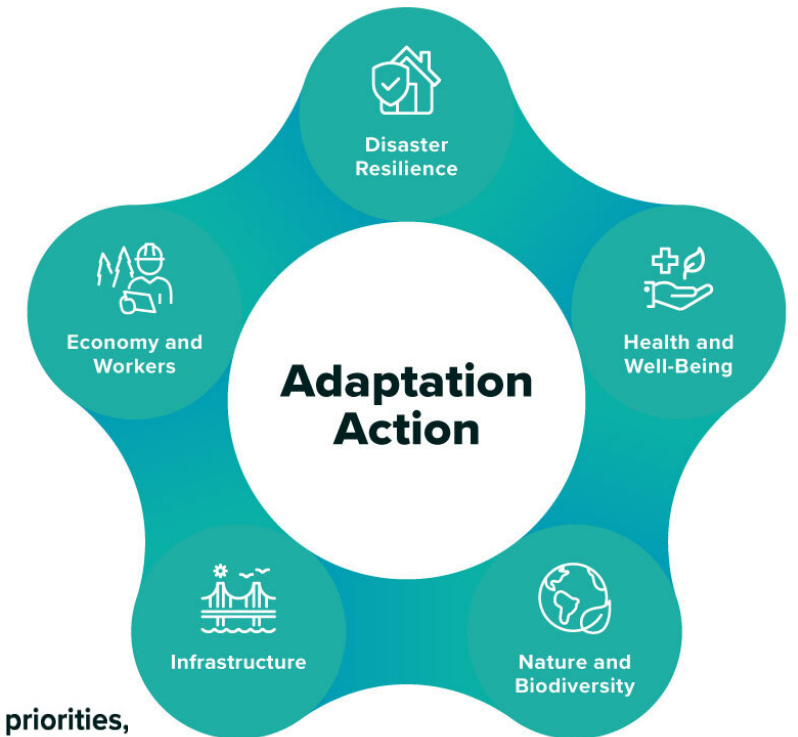 Disaster
Resilience
Economy and
Workers
Health and
Well-Being
Adaptation
Action
Infrastructure
Nature and
Biodiversity
priorities,